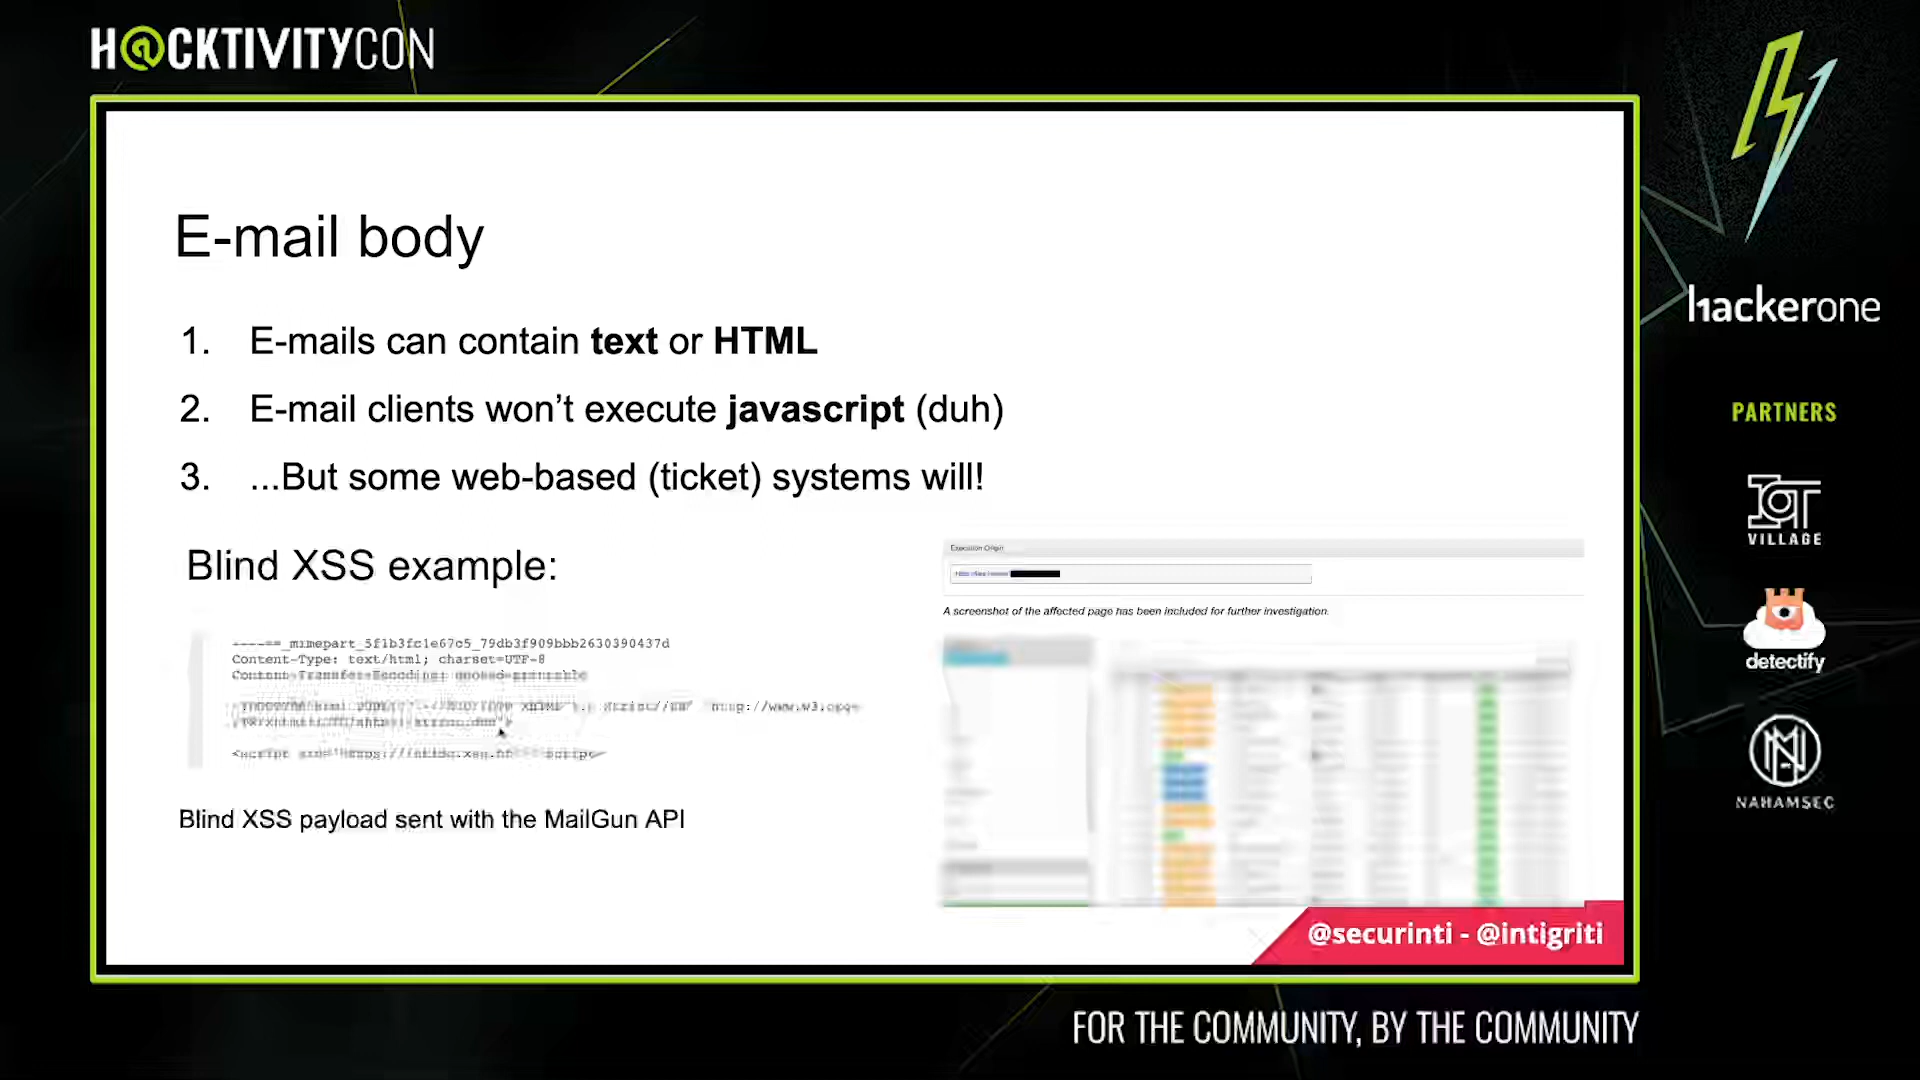 H@CKTIVITYCON
E-mail body
1. E-mails can contain text or HTML
2. E-mail clients won't execute javascript (duh)
3. ...But some web-based (ticket) systems will!
Blind XSS example:
Content-Type: text/html; charset=UTF-8
Blind XSS payload sent with the MailGun API
Execution Origin
A screenshot of the affected page has been included for further investigation.
@securinti - @intigriti
hackerone
PARTNERS
IOT
VILLAGE
detectify
NAHAMSEC
FOR THE COMMUNITY, BY THE COMMUNITY